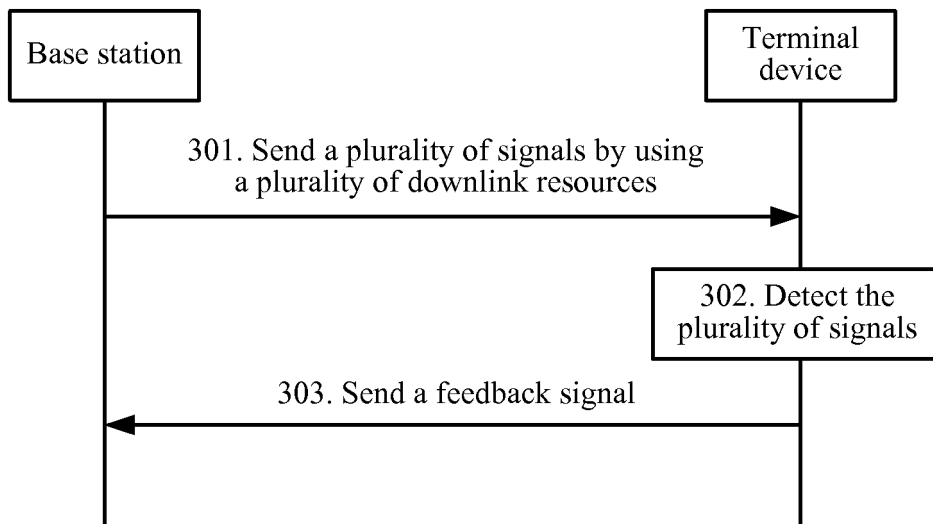 Base station
Terminal
device
301. Send a plurality of signals by using
a plurality of downlink resources
302. Detect the
plurality of signals
303. Send a feedback signal